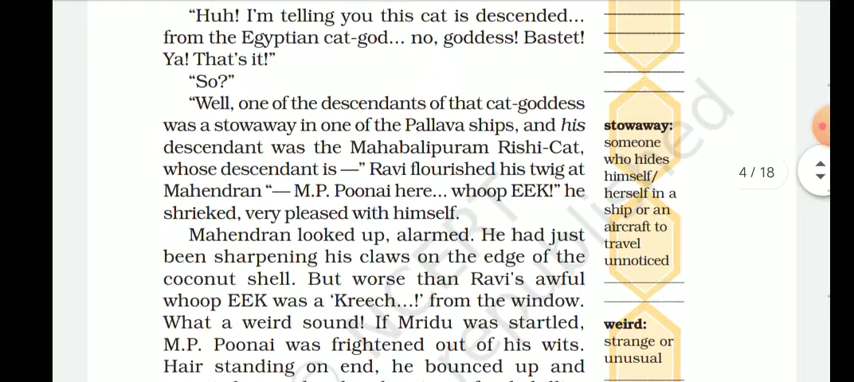 “Huh! I’m telling you this cat is descended...
from the Egyptian cat-god... no, goddess! Bastet!
Ya! That’s it!”
“So?”
“Well, one of the descendants of that cat-goddess
was a stowaway in one of the Pallava ships, and his
descendant was the Mahabalipuram Rishi-Cat,
whose descendant is —” Ravi flourished his twig at
Mahendran “— M.P. Poonai here... whoop EEK!” he
shrieked, very pleased with himself.
Mahendran looked up, alarmed. He had just
been sharpening his claws on the edge of the
coconut shell. But worse than Ravi’s awful
whoop EEK was a ‘Kreech...!’ from the window.
What a weird sound! If Mridu was startled,
M.P. Poonai was frightened out of his wits.
Hair standing on end, he bounced up and
stowaway:
someone
who hides
himself/
herself in a
ship or an
aircraft to
travel
unnoticed
weird:
strange or
unusual
4 / 18
© NCERT
republished